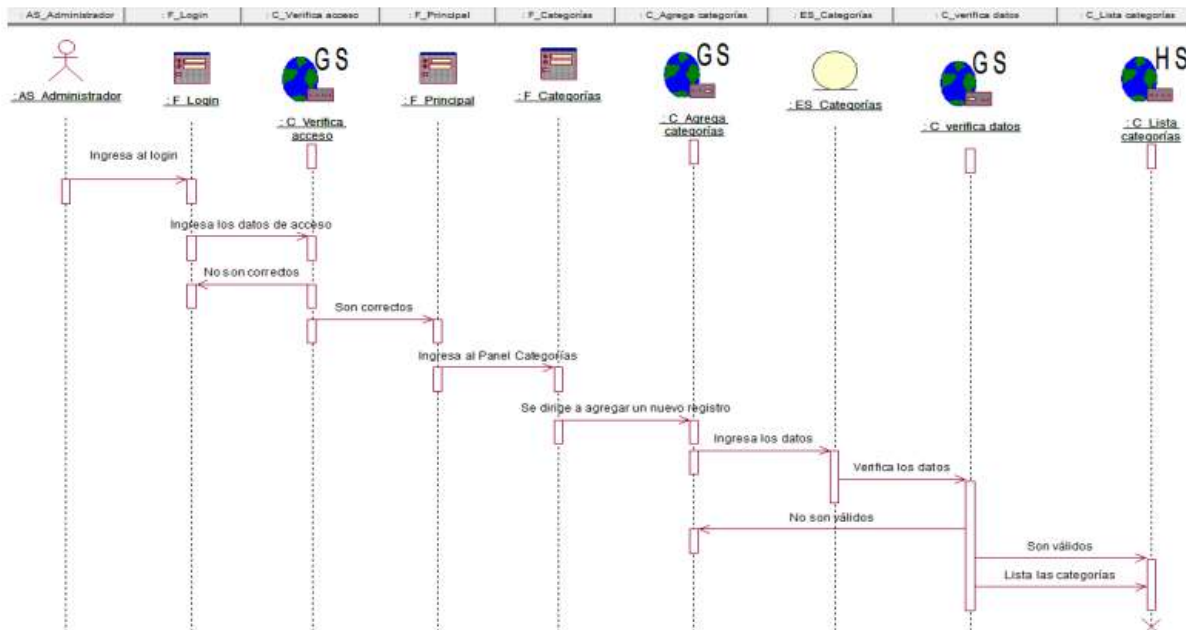 : AS_Administrador
: F_Login
: C_Verifica acceso
: F_Principal
: F_Categorías
: C_Agrega categorías
: ES_Categorías
: C_verifica datos
: C_Lista categorías
GS
GS
GS
HS
: AS_Administrador
: F_Login
: C_Verifica
acceso
: F_Principal
: F_Categorías
: C_Agrega
categorías
: ES_Categorías
: C_verifica datos
: C_Lista
categorías
Ingresa al login
Ingresa los datos de acceso
No son correctos
Son correctos
Ingresa al Panel Categorías
Se dirige a agregar un nuevo registro
Ingresa los datos
Verifica los datos
No son válidos
Son válidos
Lista las categorías